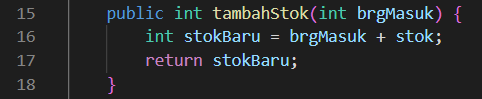 15 public int tambahStok(int brgMasuk) {
16 int stokBaru = brgMasuk + stok;
17 return stokBaru;
18 }